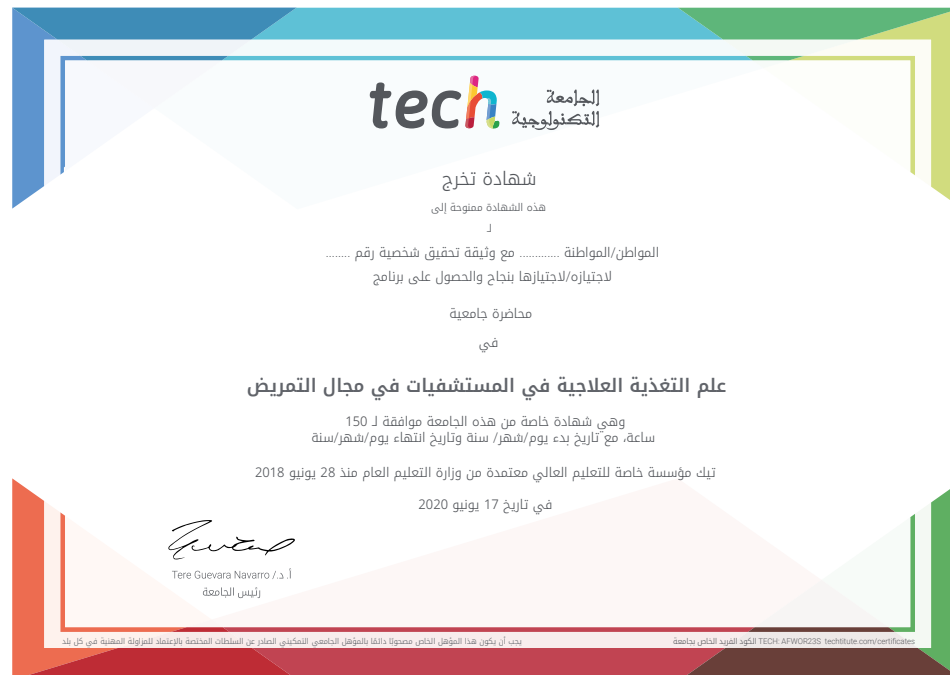 tech الجامعة
التكنولوجية
شهادة تخرج
هذه الشهادة ممنوحة إلى
لـ
المواطن/المواطنة ............. مع وثيقة تحقيق شخصية رقم ........
لاجتيازه/لاجتيازها بنجاح والحصول على برنامج
محاضرة جامعية
في
علم التغذية العلاجية في المستشفيات في مجال التمريض
وهي شهادة خاصة من هذه الجامعة موافقة لـ 150
ساعة، مع تاريخ بدء يوم/شهر/ سنة وتاريخ انتهاء يوم/شهر/سنة
تيك مؤسسة خاصة للتعليم العالي معتمدة من وزارة التعليم العام منذ 28 يونيو 2018
في تاريخ 17 يونيو 2020
أ. د./ Tere Guevara Navarro
رئيس الجامعة
يجب أن يكون هذا المؤهل الخاص مصحوبًا دائمًا بالمؤهل الجامعي التمكيني الصادر عن السلطات المختصة بالإعتماد للمزاولة المهنية في كل بلد
الكود الفريد الخاص بجامعة TECH: AFWOR23S techtitute.com/certificates